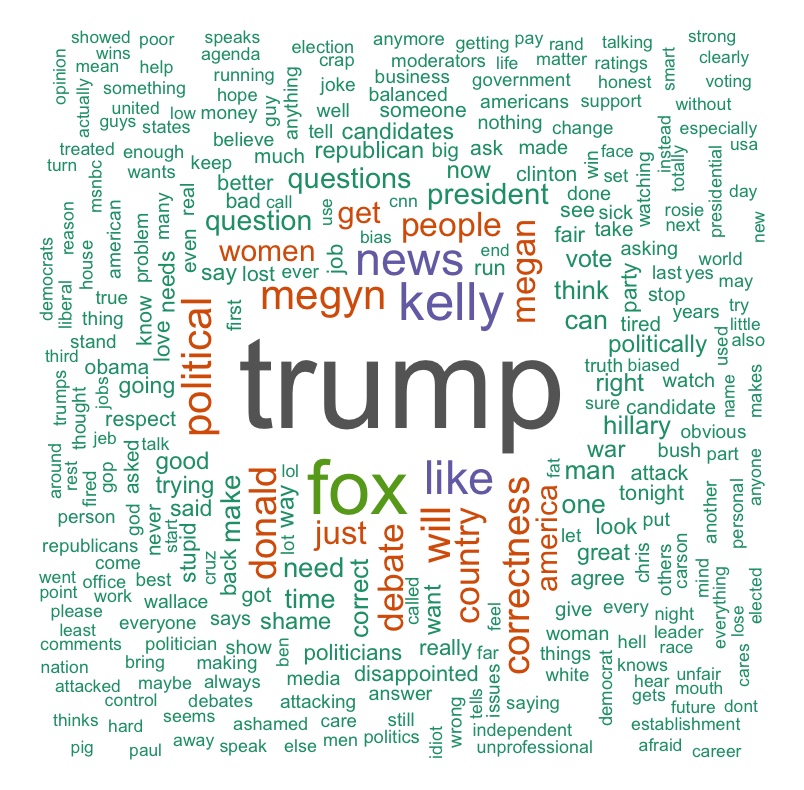 showed
poor
speaks
election
anymore
getting
pay
rand
talking
strong
wins
agenda
crap
moderators
life
matter
ratings
clearly
opinion
mean
help
running
joke
business
government
honest
smart
voting
actually
something
hope
guy
anything
balanced
americans
support
without
united
low
money
well
someone
nothing
change
instead
especially
guys
states
believe
tell
candidates
treated
enough
much
republican
big
ask
made
win
face
totally
usa
turn
msnbc
wants
keep
better
questions
now
clinton
set
watching
presidential
day
american
many
real
bad
call
use
cnn
president
done
democrats
reason
problem
even
question
get
people
see
sick
rosie
new
house
bias
megan
fair
take
next
women
job
news
end
asking
liberal
needs
say
lost
ever
run
vote
world
true
megyn
kelly
think
party
last
yes
may
thing
know
love
political
first
stop
years
try
stand
can
tired
little
third
trump
politically
used
also
obama
truth
biased
trumps
thought
jobs
going
right
watch
name
makes
respect
sure
candidate
jeb
talk
hillary
obvious
around
rest
fired
gop
asked
good
lol
fox
like
fat
war
bush
part
trying
donald
way
man
attack
anyone
person
god
never
said
make
lot
just
debate
will
country
correctness
america
one
tonight
another
personal
start
stupid
let
look
put
republicans
cruz
back
need
great
chris
others
carson
come
went
office
best
correct
called
want
agree
mind
everything
elected
point
work
wallace
got
time
feel
give
every
please
everyone
says
shame
night
lose
least
woman
leader
comments
politician
show
ben
politicians
really
far
things
hell
race
cares
nation
bring
making
media
disappointed
issues
white
democrat
knows
unfair
attacked
maybe
always
answer
tells
hear
mouth
control
debates
attacking
saying
gets
future
dont
thinks
hard
seems
ashamed
care
still
wrong
independent
establishment
pig
paul
away
speak
else
men
politics
idiot
unprofessional
afraid
career